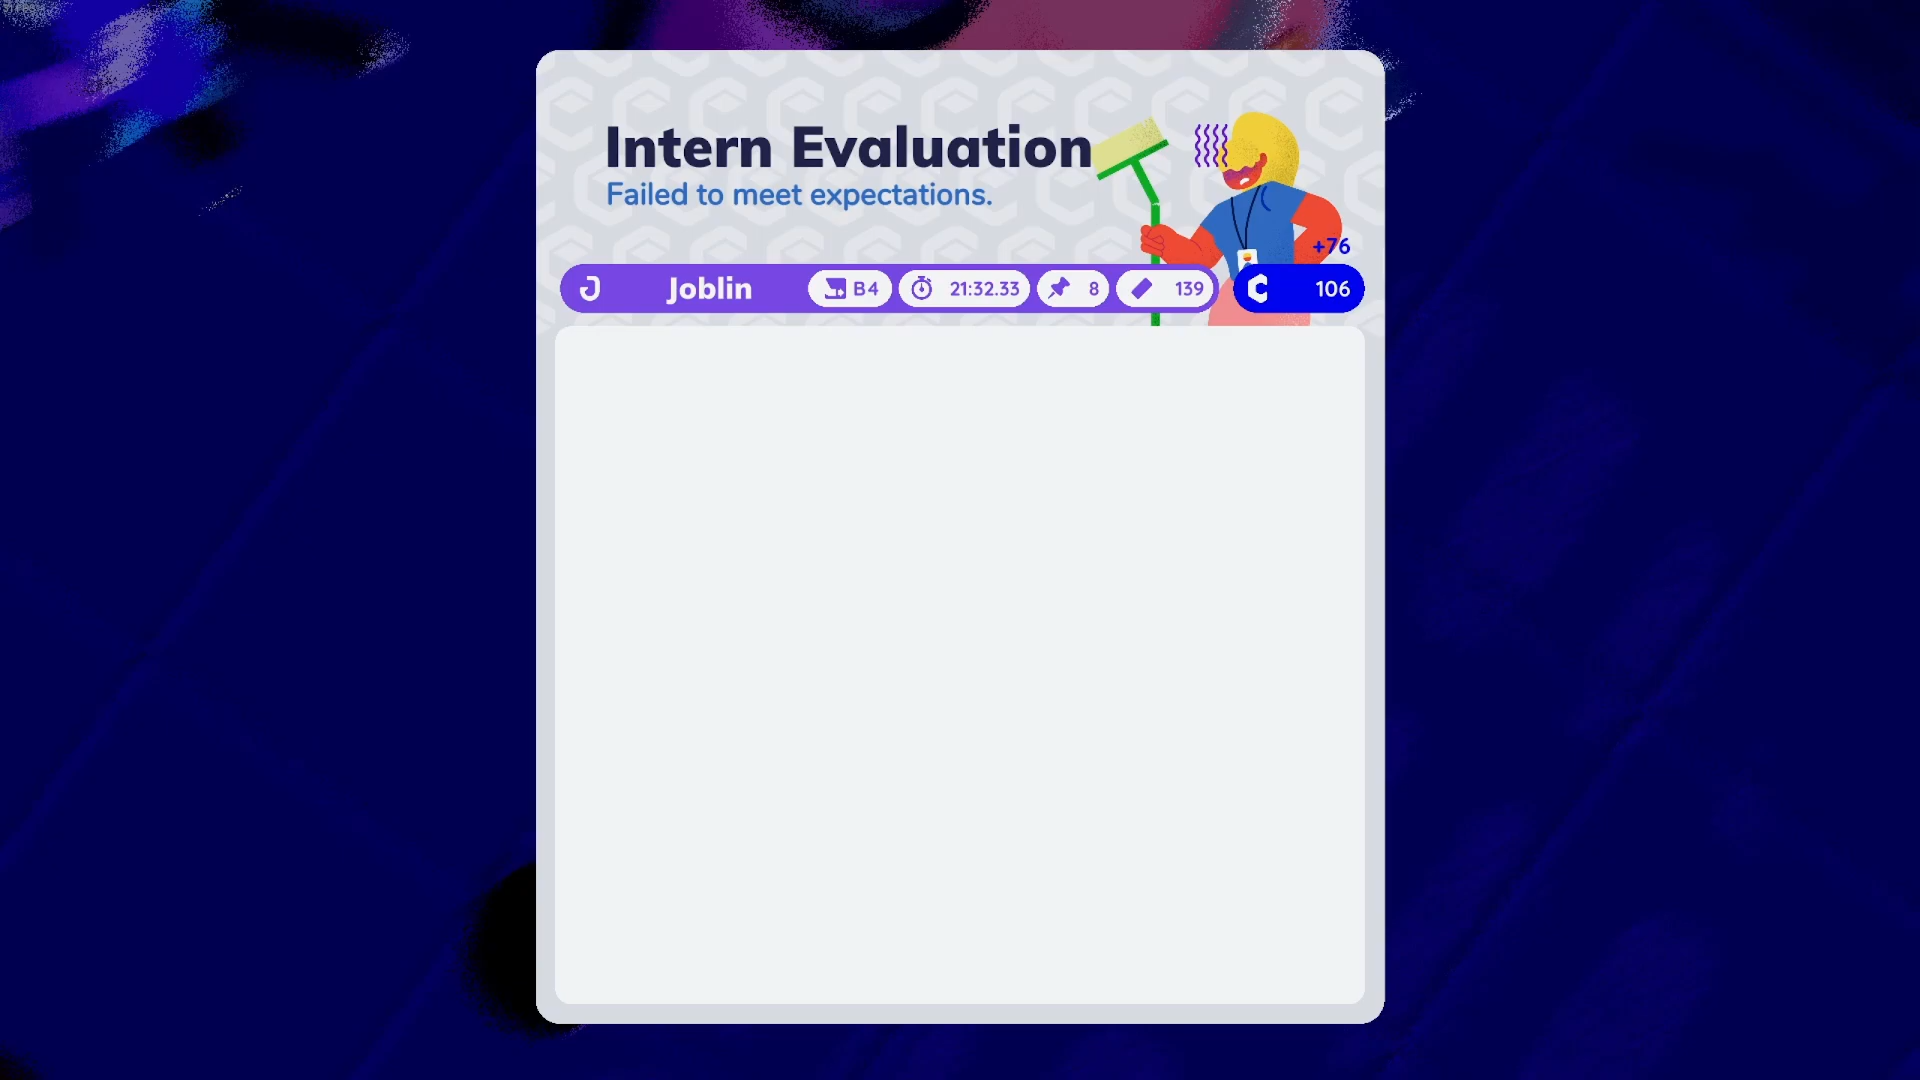 Intern Evaluation
Failed to meet expectations.
+76
Joblin B4 21:32.33 8 139 106